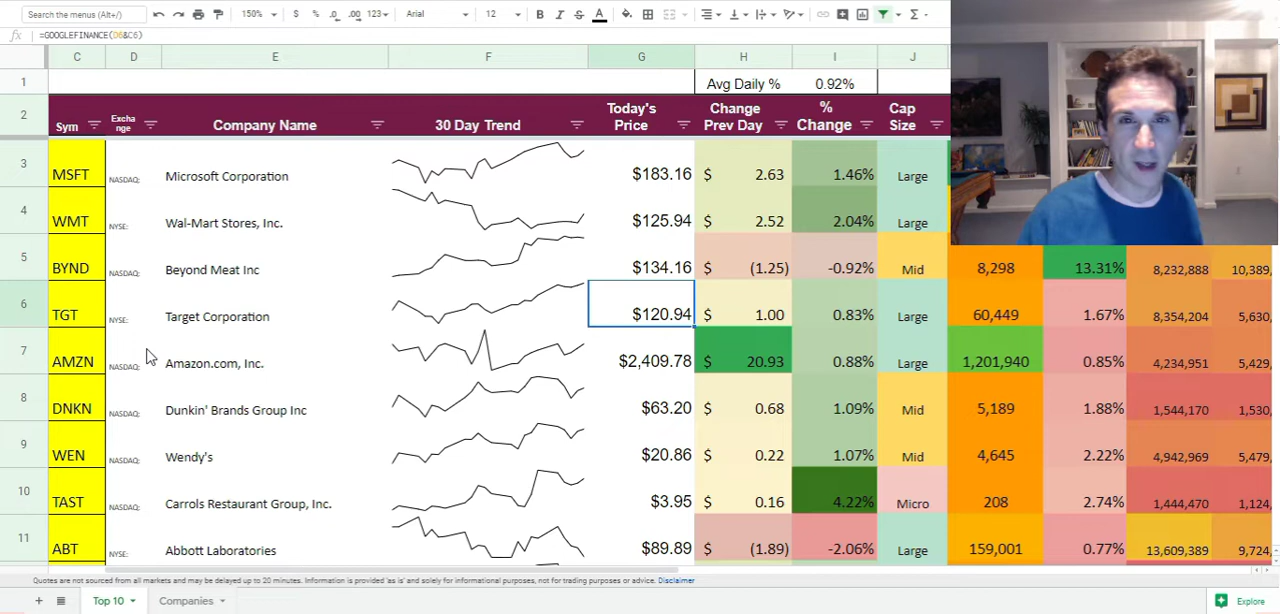 Search the menus (Alt+/)
150%
$ % .0 .00 123
Arial
12
B I S A
=GOOGLEFINANCE(D6&C6)
C D E F G H I J
1 Avg Daily % 0.92%
2 Sym Excha nge Company Name 30 Day Trend Today's Price Change Prev Day % Change Cap Size
3 MSFT NASDAQ: Microsoft Corporation $183.16 $ 2.63 1.46% Large
4 WMT NYSE: Wal-Mart Stores, Inc. $125.94 $ 2.52 2.04% Large
5 BYND NASDAQ: Beyond Meat Inc $134.16 $ (1.25) -0.92% Mid 8,298 13.31% 8,232,888 10,389,
6 TGT NYSE: Target Corporation $120.94 $ 1.00 0.83% Large 60,449 1.67% 8,354,204 5,630,
7 AMZN NASDAQ: Amazon.com, Inc. $2,409.78 $ 20.93 0.88% Large 1,201,940 0.85% 4,234,951 5,429,
8 DNKN NASDAQ: Dunkin' Brands Group Inc $63.20 $ 0.68 1.09% Mid 5,189 1.88% 1,544,170 1,530,
9 WEN NASDAQ: Wendy's $20.86 $ 0.22 1.07% Mid 4,645 2.22% 4,942,969 5,479,
10 TAST NASDAQ: Carrols Restaurant Group, Inc. $3.95 $ 0.16 4.22% Micro 208 2.74% 1,444,470 1,124,
11 ABT NYSE: Abbott Laboratories $89.89 $ (1.89) -2.06% Large 159,001 0.77% 13,609,389 9,724,
Quotes are not sourced from all markets and may be delayed up to 20 minutes. Information is provided 'as is' and solely for informational purposes, not for trading purposes or advice. Disclaimer
Top 10 Companies Explore